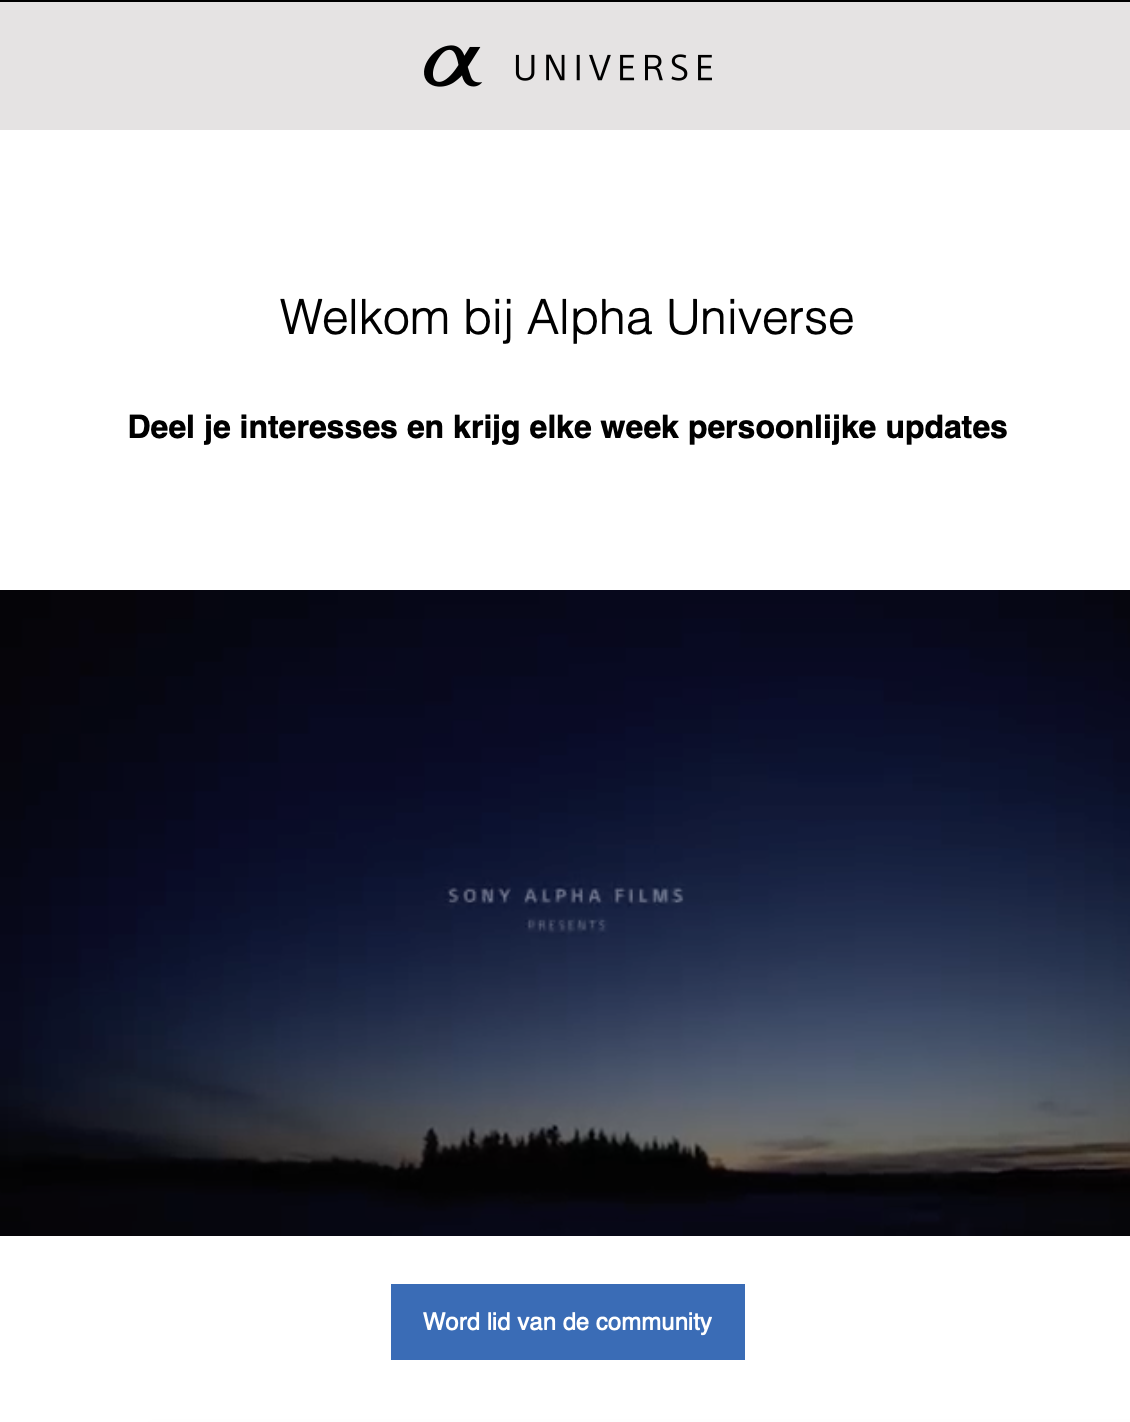 α UNIVERSE
Welkom bij Alpha Universe
Deel je interesses en krijg elke week persoonlijke updates
SONY ALPHA FILMS
PRESENTS
Word lid van de community